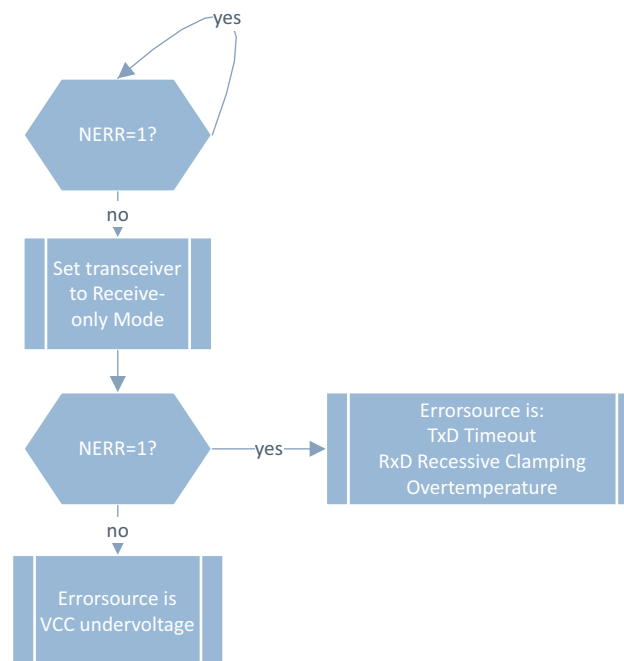 yes
NERR=1?
no
Set transceiver
to Receive-
only Mode
NERR=1?
yes
Errorsource is:
TxD Timeout
RxD Recessive Clamping
Overtemperature
no
Errorsource is
VCC undervoltage